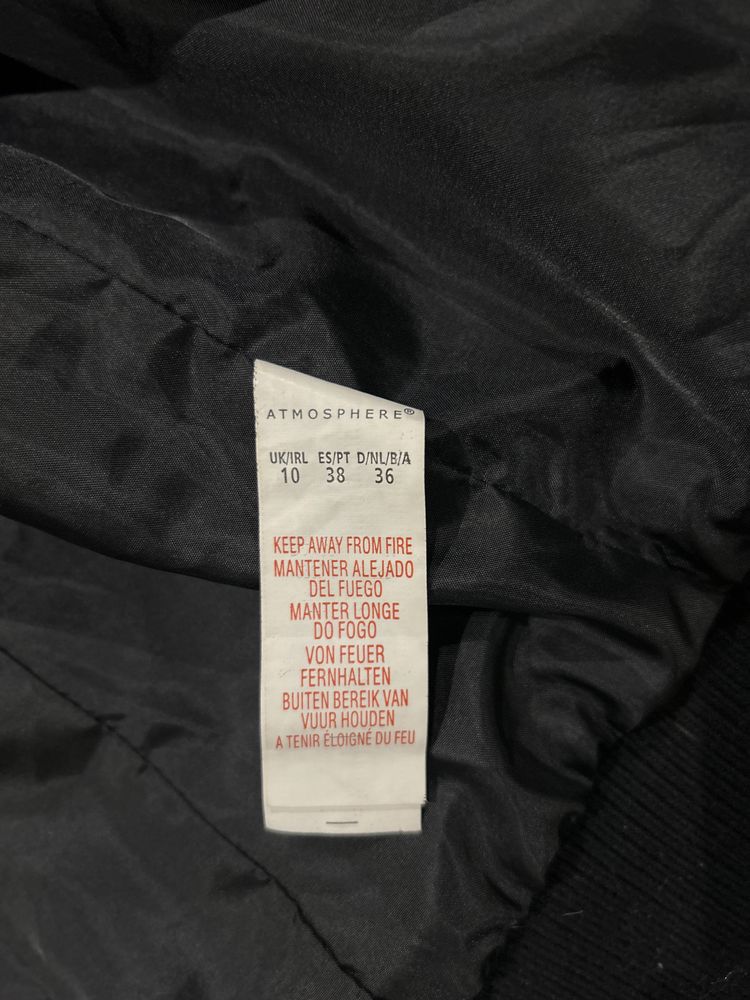 ATMOSPHERE®
UK/IRL ES/PT D/NL/B/A
10 38 36
KEEP AWAY FROM FIRE
MANTENER ALEJADO
DEL FUEGO
MANTER LONGE
DO FOGO
VON FEUER
FERNHALTEN
BUITEN BEREIK VAN
VUUR HOUDEN
A TENIR ÉLOIGNÉ DU FEU